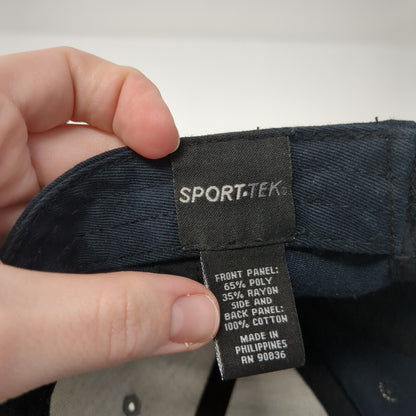 SPORT-TEK
FRONT PANEL:
65% POLY
35% RAYON
SIDE AND
BACK PANEL:
100% COTTON
MADE IN
PHILIPPINES
RN 90836